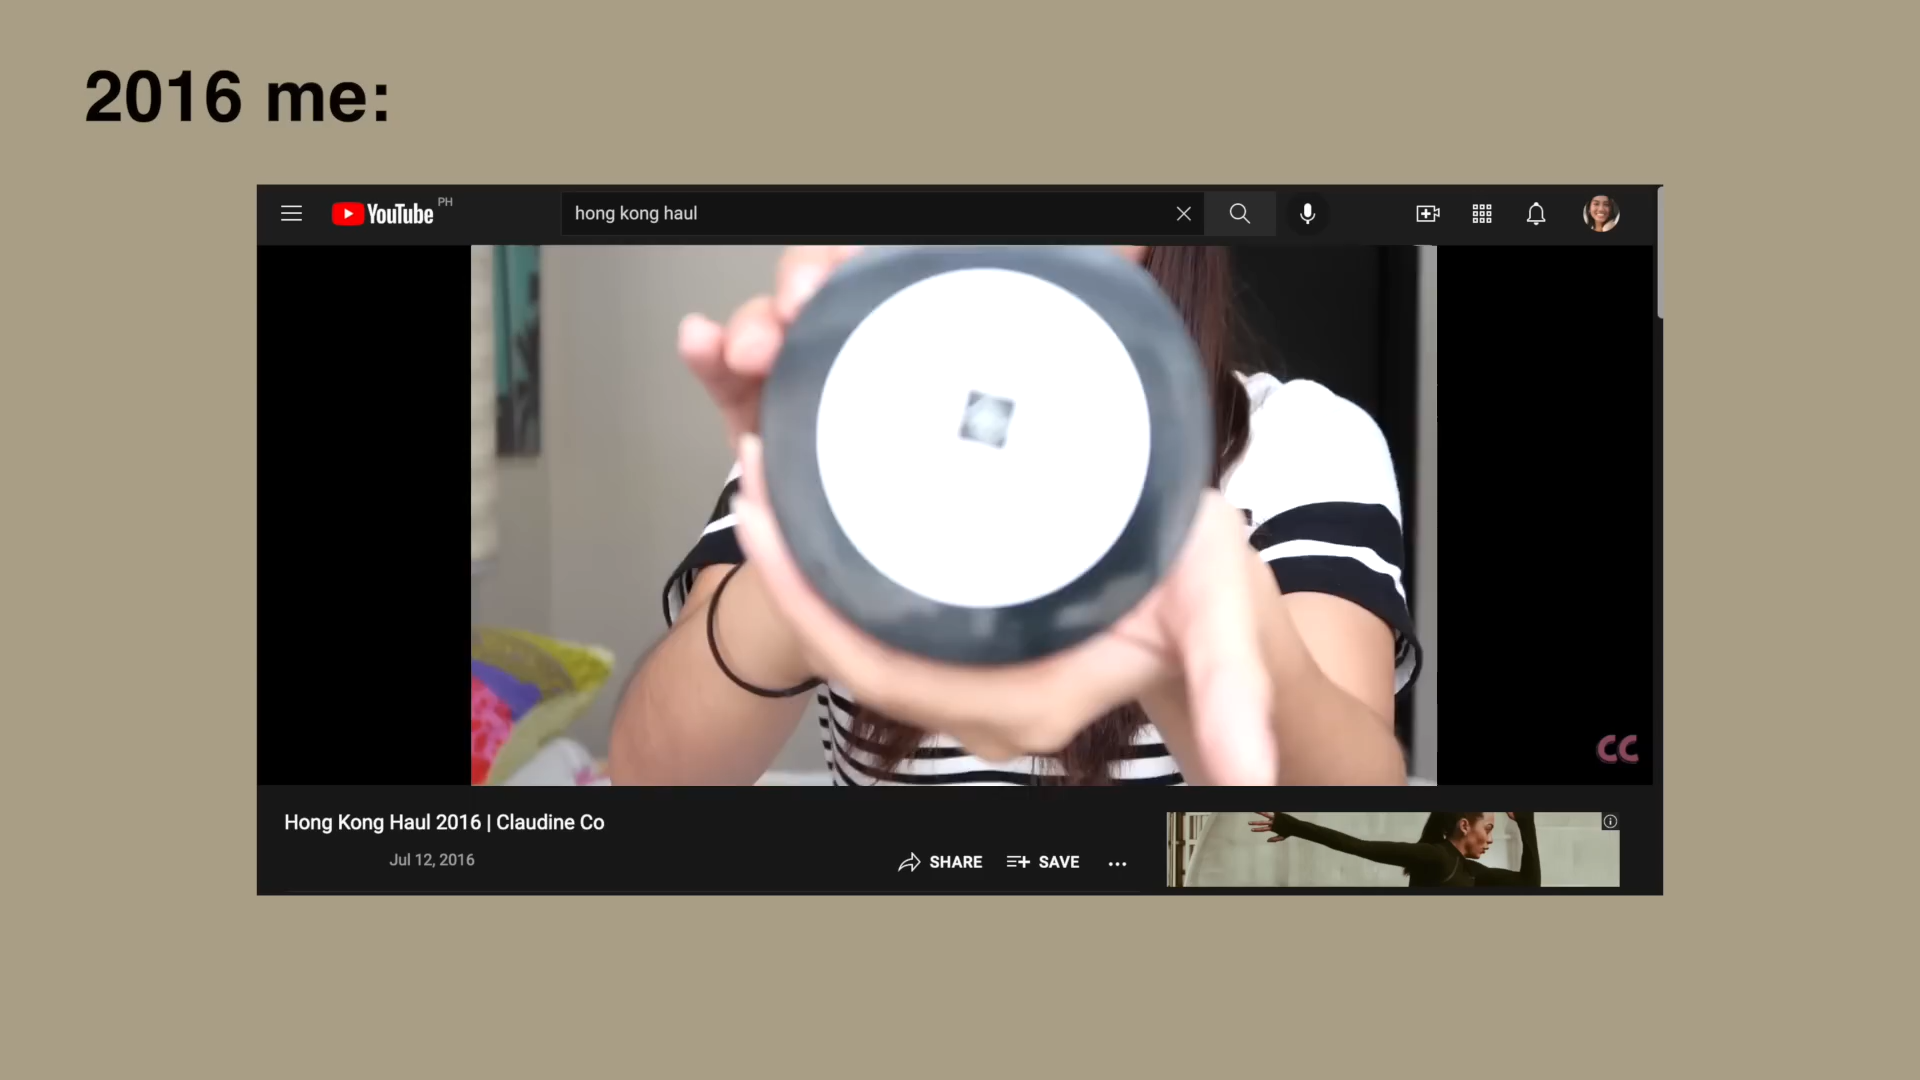 2016 me:
YouTube PH
hong kong haul
CC
Hong Kong Haul 2016 | Claudine Co
Jul 12, 2016
SHARE
SAVE